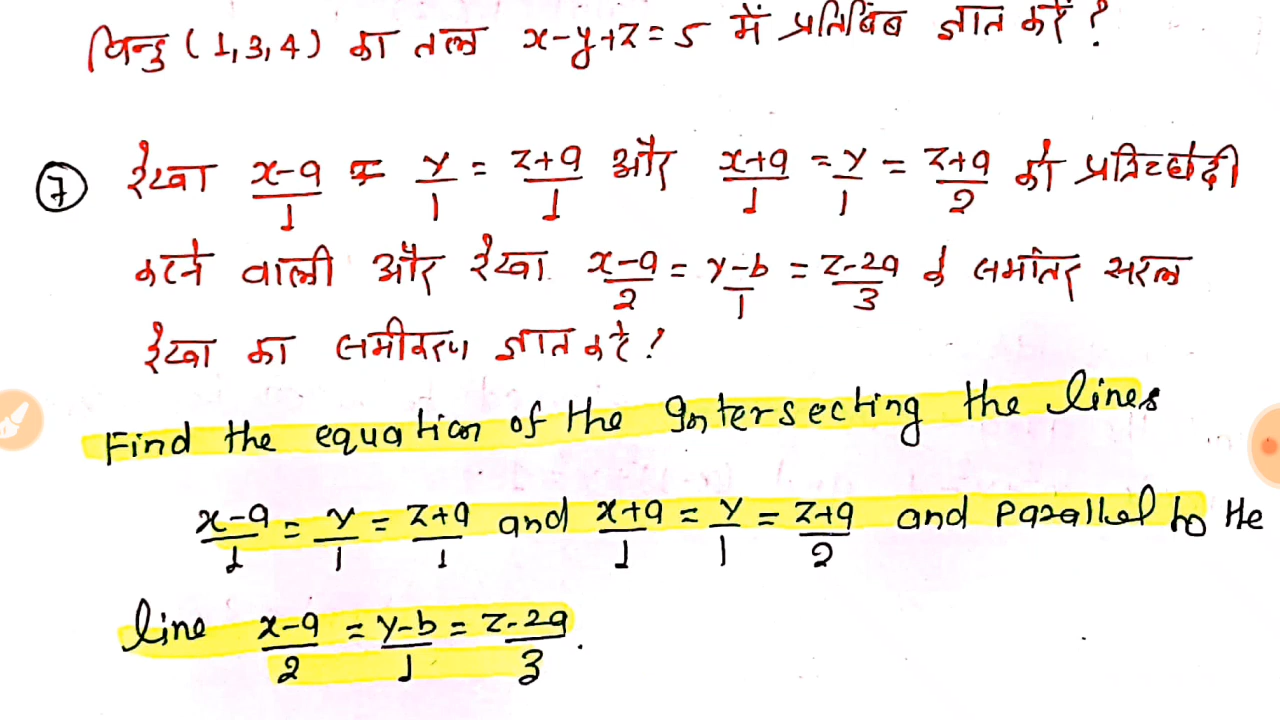 बिन्दु (1,3,4) का तल x-y+z=5 में प्रतिबिंब ज्ञात करें?
7 रेखा x-a/1 = y/1 = z+a/1 और x+a/1 = y/1 = z+a/2 को प्रतिच्छेदी
करने वाली और रेखा x-a/2 = y-b/1 = z-2a/3 के समांतर सरल
रेखा का समीकरण ज्ञात करे?
Find the equation of the Intersecting the lines
x-a/1 = y/1 = z+a/1 and x+a/1 = y/1 = z+a/2 and parallel to the
line x-a/2 = y-b/1 = z-2a/3.